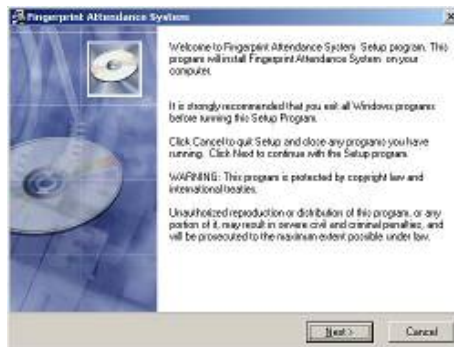 Fingerprint Attendance System
Welcome to Fingerprint Attendance System Setup program. This
program will install Fingerprint Attendance System on your
computer.
It is strongly recommended that you exit all Windows programs
before running this Setup Program.
Click Cancel to quit Setup and close any programs you have
running. Click Next to continue with the Setup program.
WARNING: This program is protected by copyright law and
international treaties.
Unauthorized reproduction or distribution of this program, or any
portion of it, may result in severe civil and criminal penalties, and
will be prosecuted to the maximum extent possible under law.
Next >
Cancel